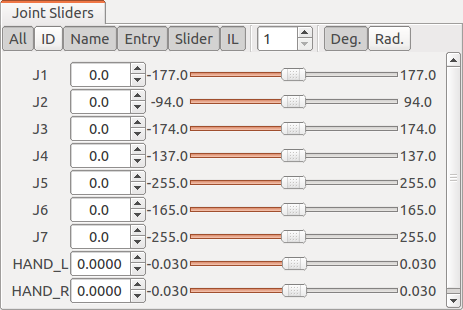 Joint Sliders
All ID Name Entry Slider IL 1 Deg. Rad.
J1 0.0 -177.0 177.0
J2 0.0 -94.0 94.0
J3 0.0 -174.0 174.0
J4 0.0 -137.0 137.0
J5 0.0 -255.0 255.0
J6 0.0 -165.0 165.0
J7 0.0 -255.0 255.0
HAND_L 0.0000 -0.030 0.030
HAND_R 0.0000 -0.030 0.030